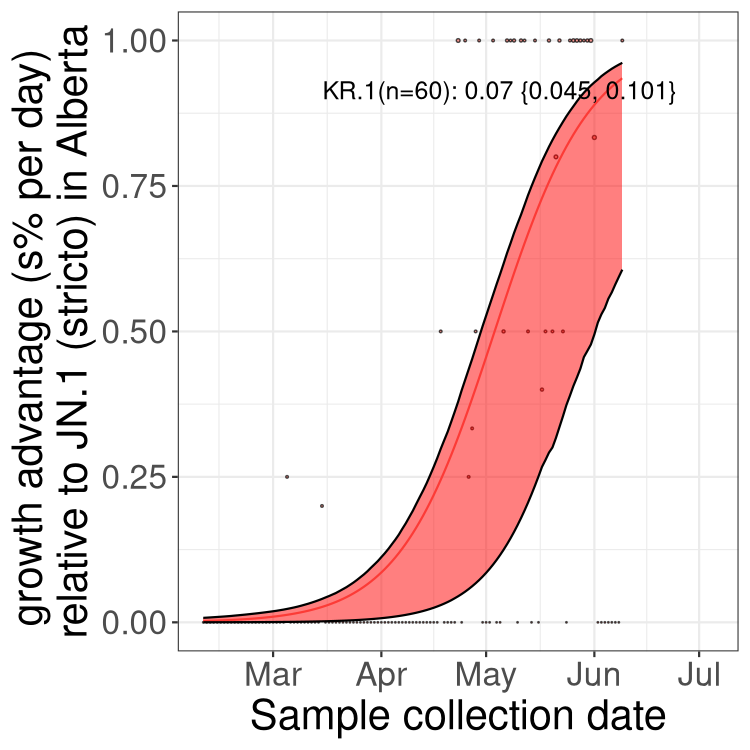 growth advantage (s% per day)
relative to JN.1 (stricto) in Alberta
1.00
0.75
0.50
0.25
0.00
KR.1(n=60): 0.07 {0.045, 0.101}
Mar Apr May Jun Jul
Sample collection date